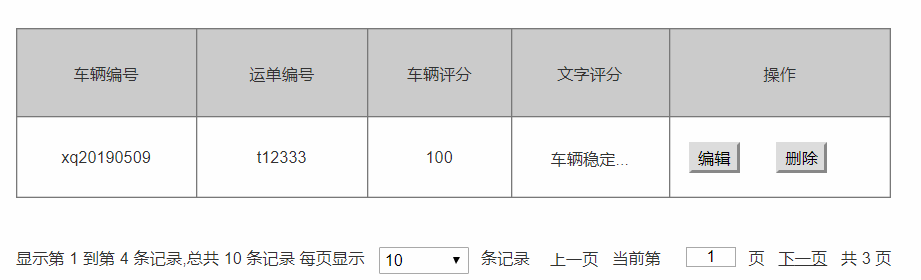 车辆编号 运单编号 车辆评分 文字评分 操作
xq20190509 t12333 100 车辆稳定... 编辑 删除
显示第 1 到第 4 条记录,总共 10 条记录 每页显示 10 条记录 上一页 当前第 1 页 下一页 共 3 页